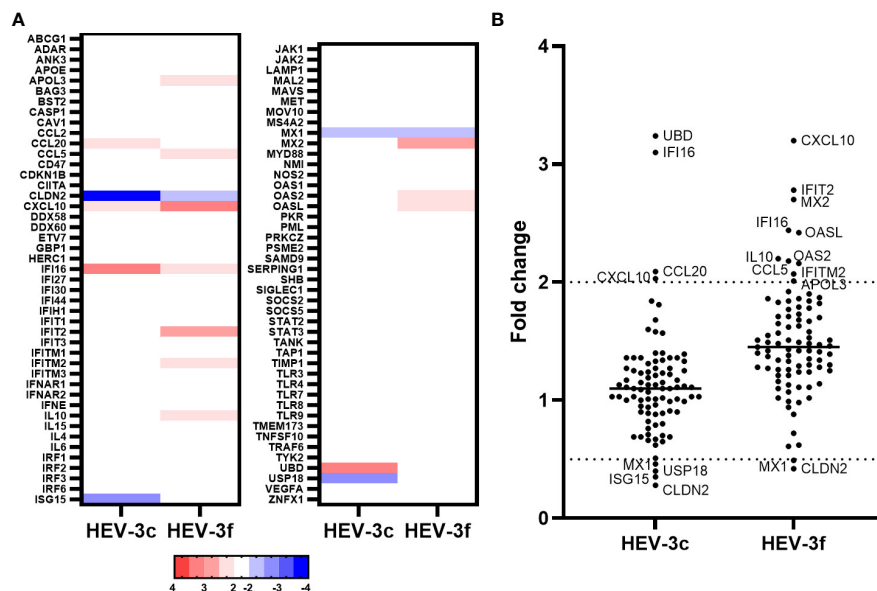 A
ABCG1
ADAR
ANK3
APOE
APOL3
BAG3
BST2
CASP1
CAV1
CCL2
CCL20
CCL5
CD47
CDKN1B
CIITA
CLDN2
CXCL10
DDX58
DDX60
ETV7
GBP1
HERC1
IFI16
IFI27
IFI30
IFI44
IFIH1
IFIT1
IFIT2
IFIT3
IFITM1
IFITM2
IFITM3
IFNAR1
IFNAR2
IFNE
IL10
IL15
IL4
IL6
IRF1
IRF2
IRF3
IRF6
ISG15
HEV-3c HEV-3f
JAK1
JAK2
LAMP1
MAL2
MAVS
MET
MOV10
MS4A2
MX1
MX2
MYD88
NMI
NOS2
OAS1
OAS2
OASL
PKR
PML
PRKCZ
PSME2
SAMD9
SERPING1
SHB
SIGLEC1
SOCS2
SOCS5
STAT2
STAT3
TANK
TAP1
TIMP1
TLR3
TLR4
TLR7
TLR8
TLR9
TMEM173
TNFSF10
TRAF6
TYK2
UBD
USP18
VEGFA
ZNFX1
HEV-3c HEV-3f
4 3 2 -2 -3 -4
B
Fold change
4
3
2
1
0
UBD
IFI16
CXCL10 CCL20
MX1
USP18
ISG15
CLDN2
HEV-3c
CXCL10
IFIT2
MX2
IFI16
OASL
IL10 OAS2
CCL5 IFITM2
APOL3
MX1 CLDN2
HEV-3f